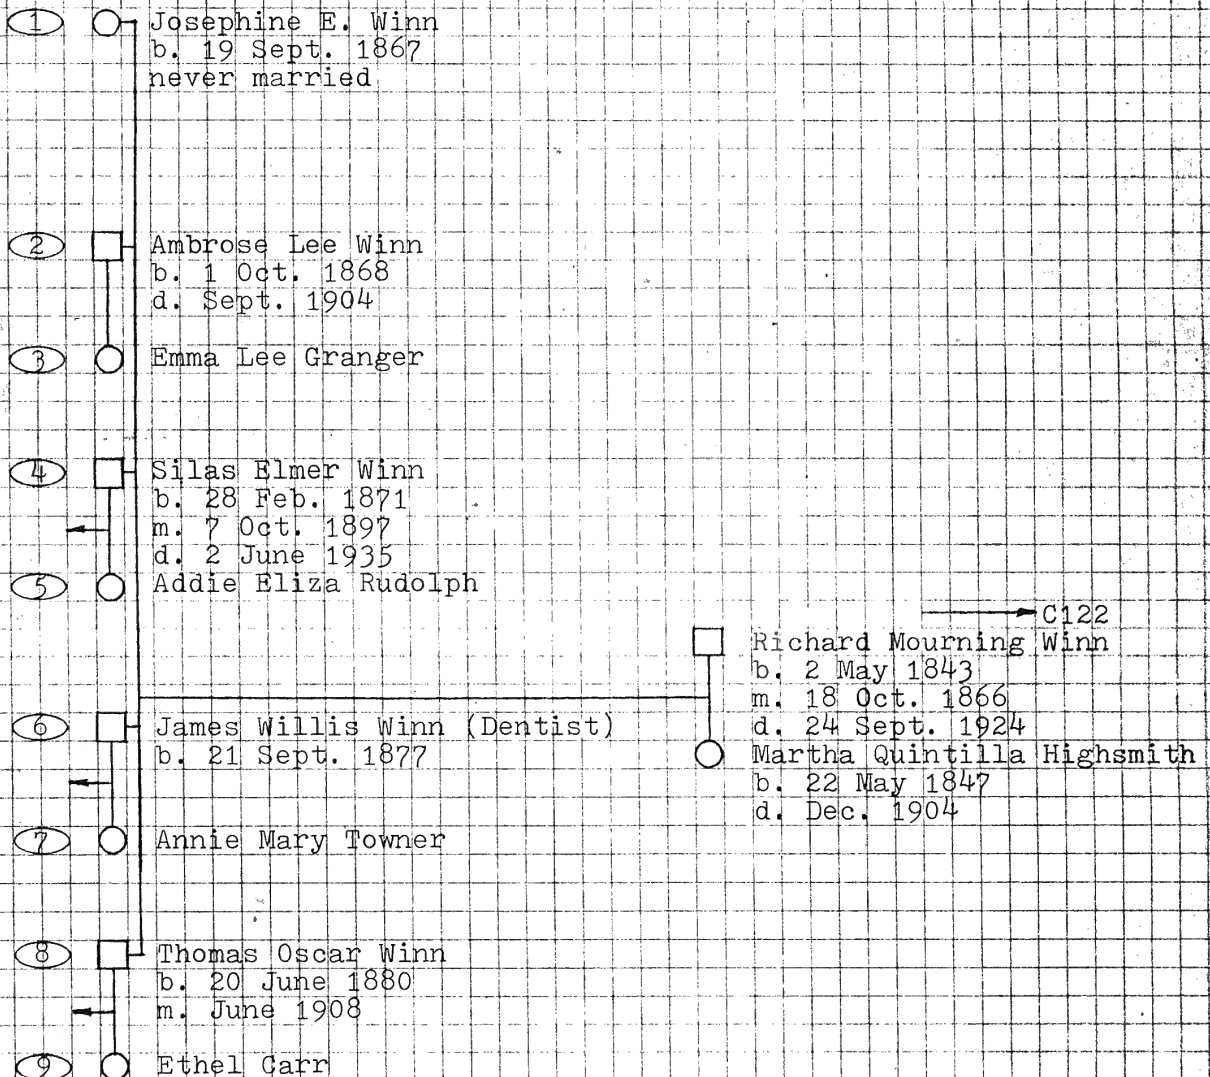 1 Josephine E. Winn
b. 19 Sept. 1867
never married
2 Ambrose Lee Winn
b. 1 Oct. 1868
d. Sept. 1904
3 Emma Lee Granger
4 Silas Elmer Winn
b. 28 Feb. 1871
m. 7 Oct. 1897
d. 2 June 1935
5 Addie Eliza Rudolph
C122
Richard Mourning Winn
b. 2 May 1843
m. 18 Oct. 1866
d. 24 Sept. 1924
Martha Quintilla Highsmith
b. 22 May 1847
d. Dec. 1904
6 James Willis Winn (Dentist)
b. 21 Sept. 1877
7 Annie Mary Towner
8 Thomas Oscar Winn
b. 20 June 1880
m. June 1908
9 Ethel Carr